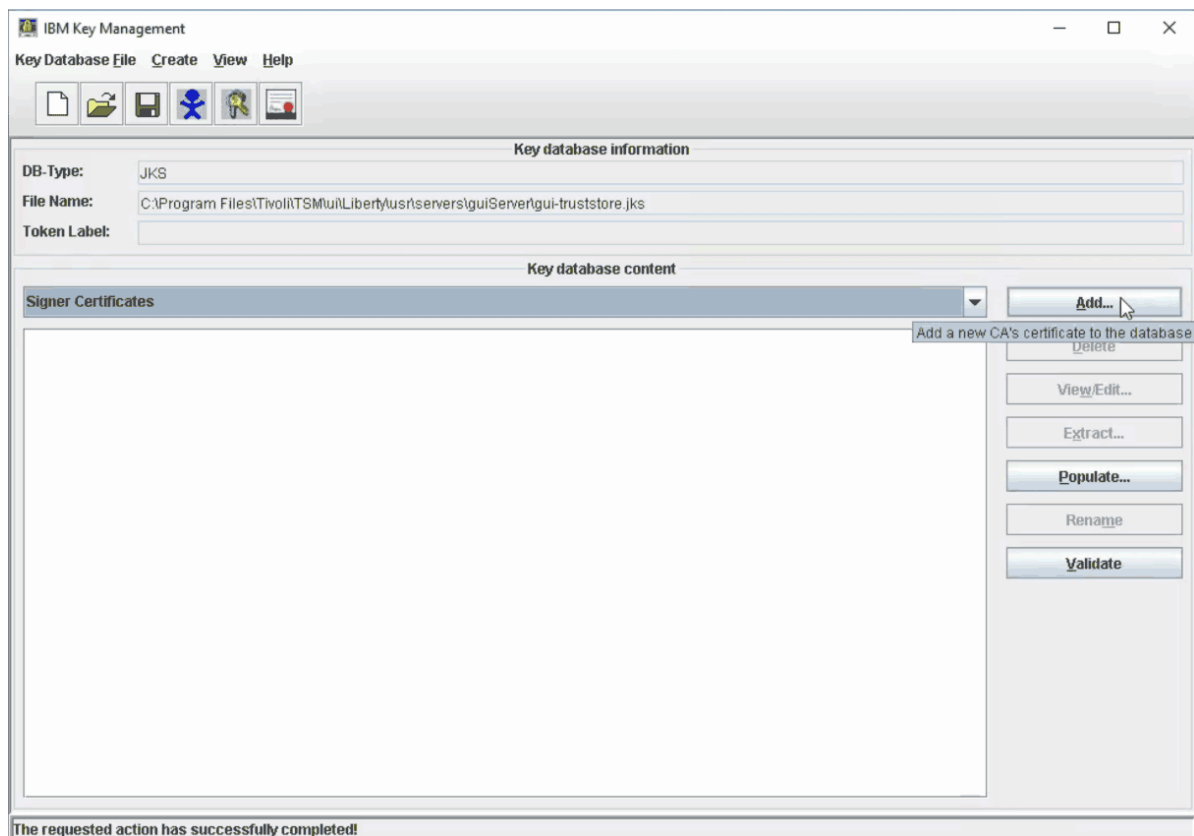 IBM Key Management
Key Database File Create View Help
Key database information
DB-Type: JKS
File Name: C:\Program Files\Tivoli\TSM\ui\Liberty\usr\servers\guiServer\gui-truststore.jks
Token Label:
Key database content
Signer Certificates
Add...
Add a new CA's certificate to the database
Delete
View/Edit...
Extract...
Populate...
Rename
Validate
The requested action has successfully completed!